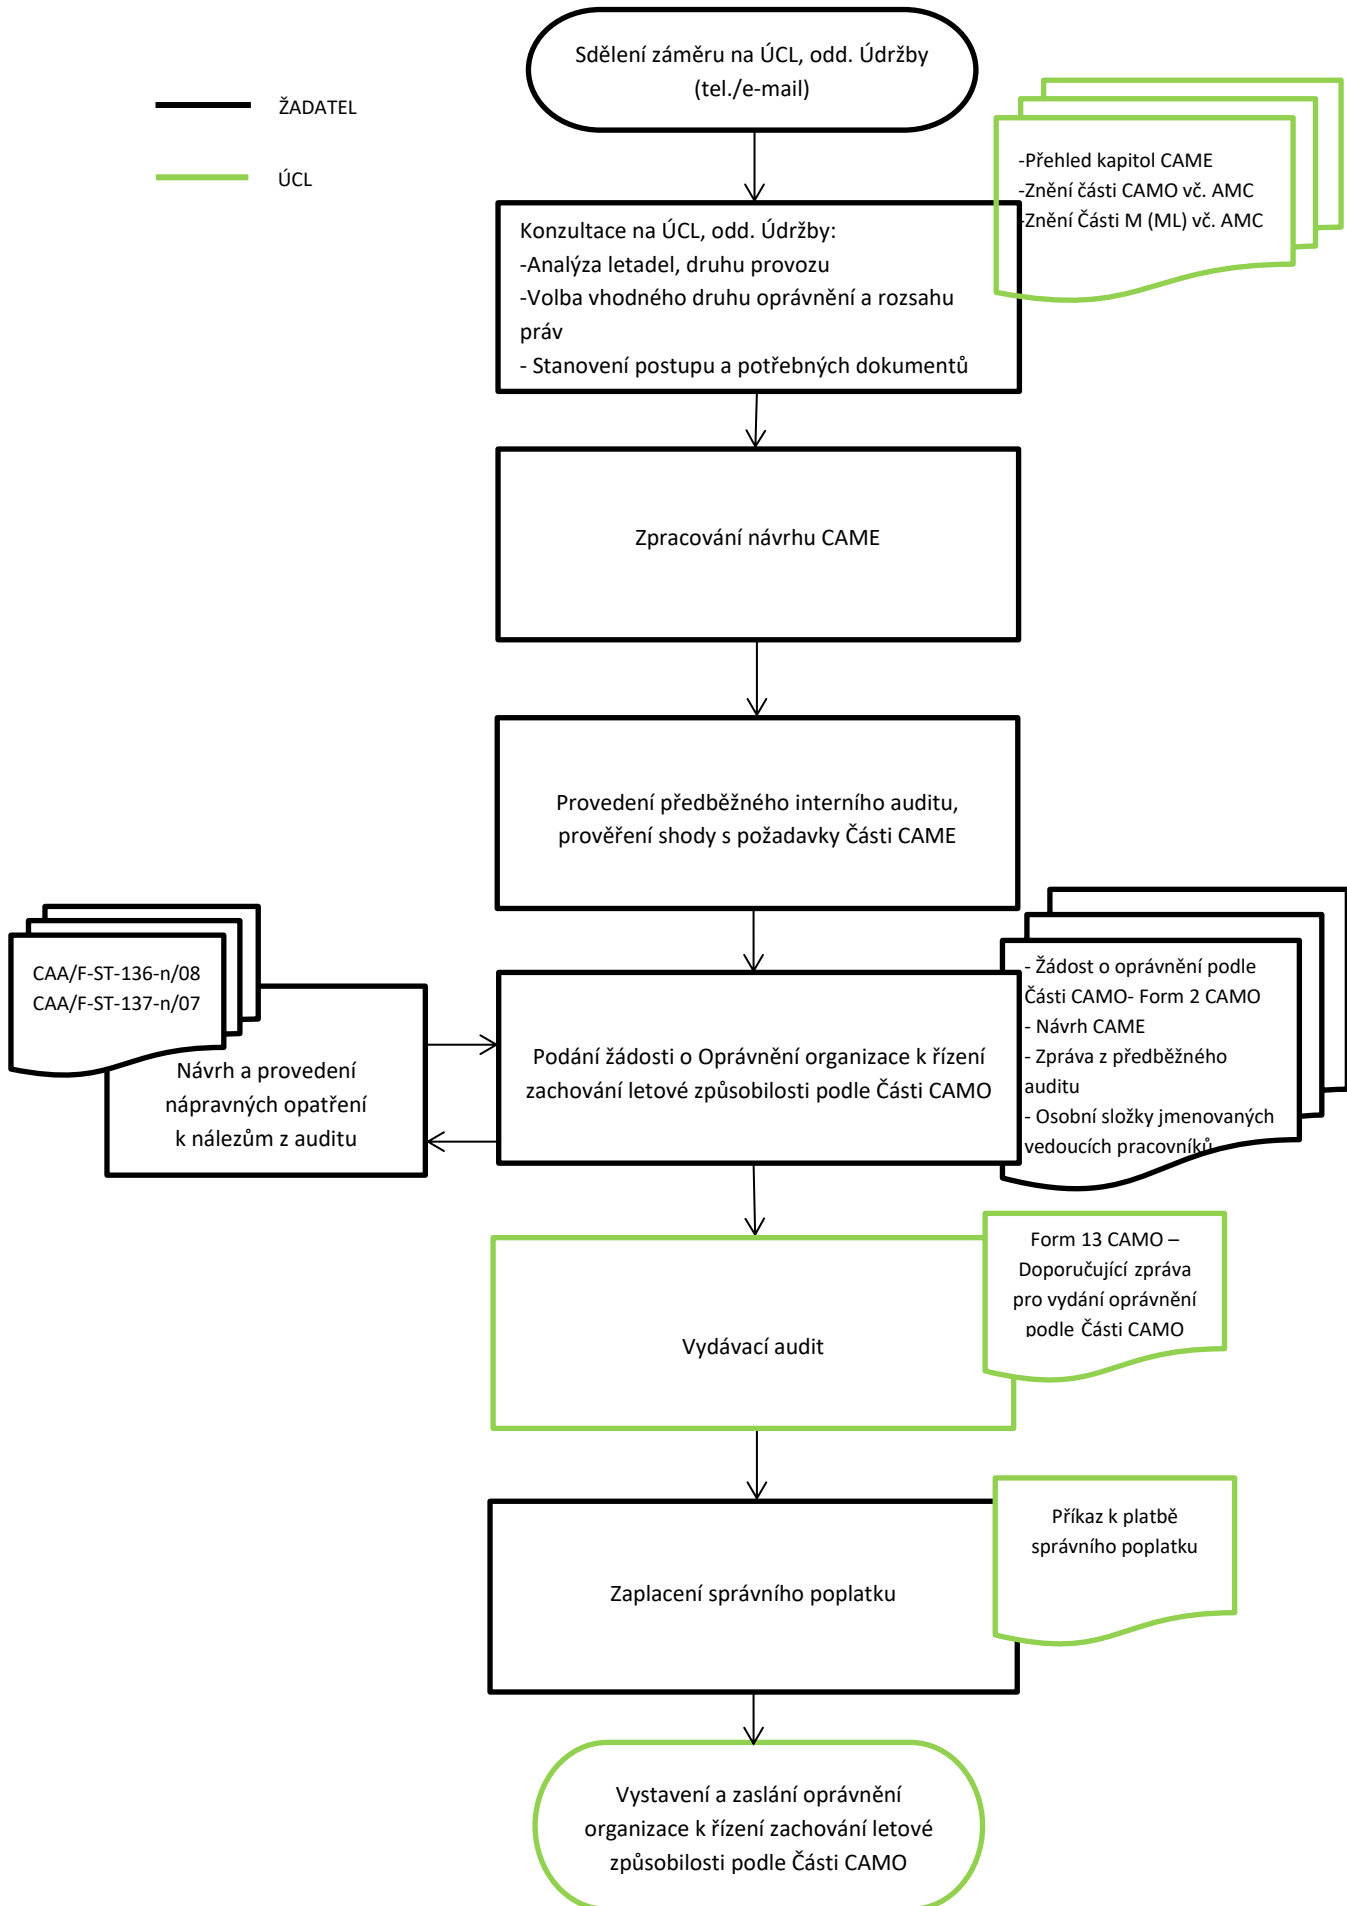 Sdělení záměru na ÚCL, odd. Údržby
(tel./e-mail)
ŽADATEL
ÚCL
-Přehled kapitol CAME
-Znění části CAMO vč. AMC
-Znění Části M (ML) vč. AMC
Konzultace na ÚCL, odd. Údržby:
-Analýza letadel, druhu provozu
-Volba vhodného druhu oprávnění a rozsahu
práv
- Stanovení postupu a potřebných dokumentů
Zpracování návrhu CAME
Provedení předběžného interního auditu,
prověření shody s požadavky Části CAME
CAA/F-ST-136-n/08
CAA/F-ST-137-n/07
Návrh a provedení
nápravných opatření
k nálezům z auditu
Podání žádosti o Oprávnění organizace k řízení
zachování letové způsobilosti podle Části CAMO
- Žádost o oprávnění podle
Části CAMO- Form 2 CAMO
- Návrh CAME
- Zpráva z předběžného
auditu
- Osobní složky jmenovaných
vedoucích pracovníků
Vydávací audit
Form 13 CAMO –
Doporučující zpráva
pro vydání oprávnění
podle Části CAMO
Zaplacení správního poplatku
Příkaz k platbě
správního poplatku
Vystavení a zaslání oprávnění
organizace k řízení zachování letové
způsobilosti podle Části CAMO